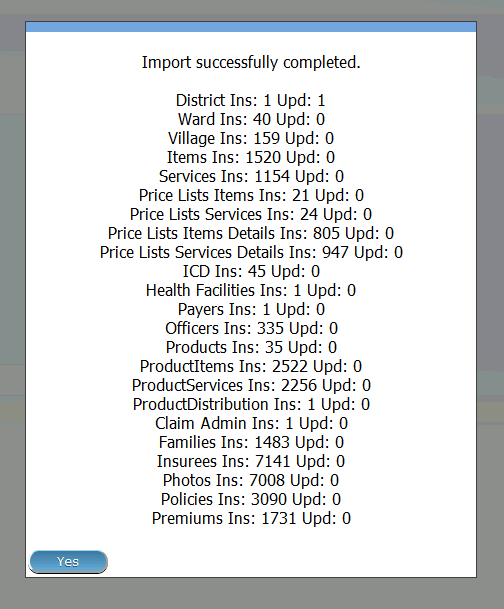 Import successfully completed.
District Ins: 1 Upd: 1
Ward Ins: 40 Upd: 0
Village Ins: 159 Upd: 0
Items Ins: 1520 Upd: 0
Services Ins: 1154 Upd: 0
Price Lists Items Ins: 21 Upd: 0
Price Lists Services Ins: 24 Upd: 0
Price Lists Items Details Ins: 805 Upd: 0
Price Lists Services Details Ins: 947 Upd: 0
ICD Ins: 45 Upd: 0
Health Facilities Ins: 1 Upd: 0
Payers Ins: 1 Upd: 0
Officers Ins: 335 Upd: 0
Products Ins: 35 Upd: 0
ProductItems Ins: 2522 Upd: 0
ProductServices Ins: 2256 Upd: 0
ProductDistribution Ins: 1 Upd: 0
Claim Admin Ins: 1 Upd: 0
Families Ins: 1483 Upd: 0
Insurees Ins: 7141 Upd: 0
Photos Ins: 7008 Upd: 0
Policies Ins: 3090 Upd: 0
Premiums Ins: 1731 Upd: 0
Yes